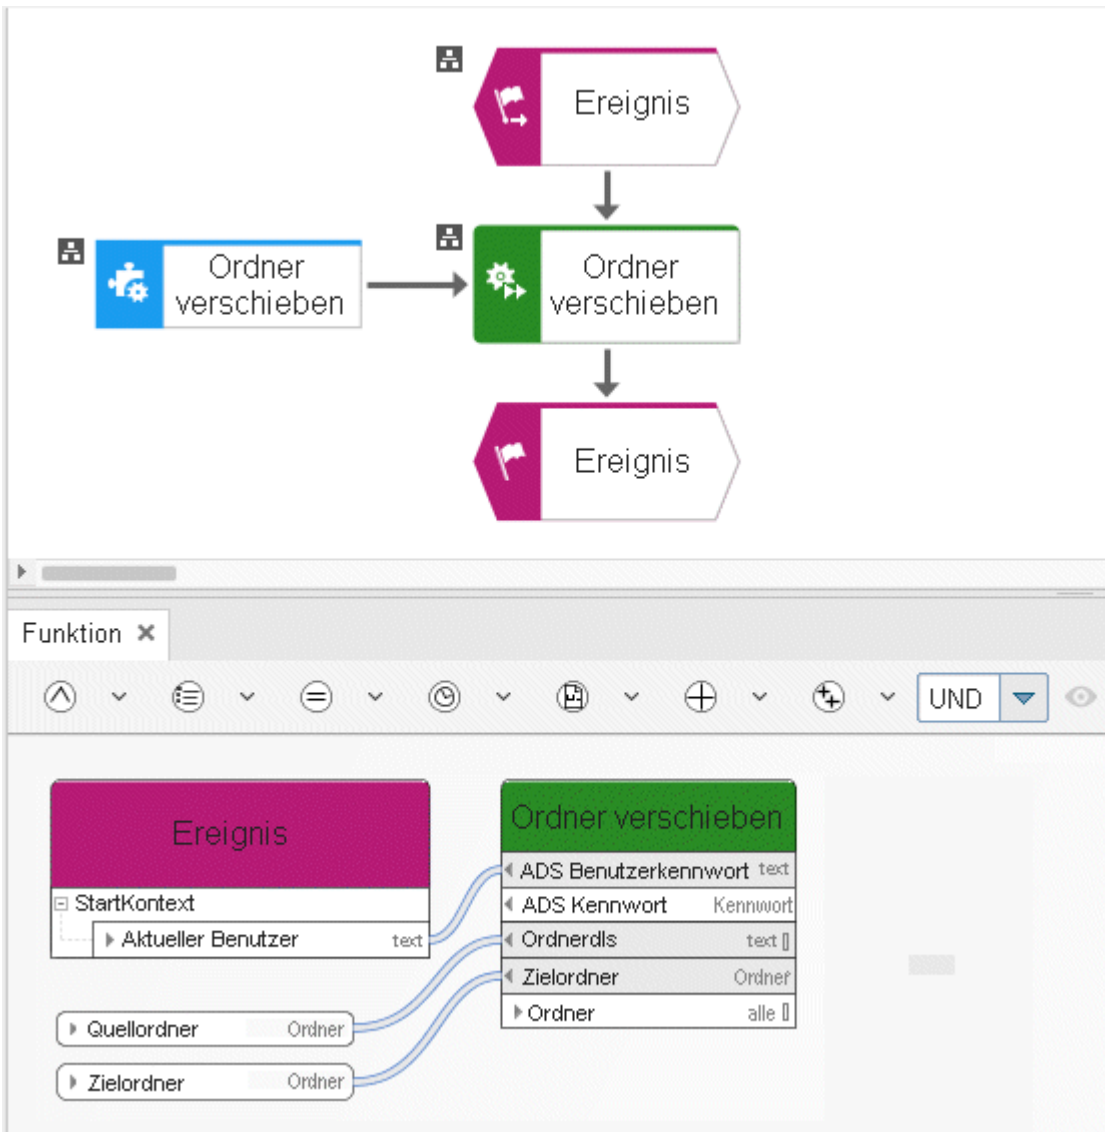 Ereignis
Ordner
verschieben
Ordner
verschieben
Ereignis
Funktion
UND
Ereignis
StartKontext
Aktueller Benutzer text
Quellordner Ordner
Zielordner Ordner
Ordner verschieben
ADS Benutzerkennwort text
ADS Kennwort Kennwort
OrdnerdIs text []
Zielordner Ordner
Ordner alle []